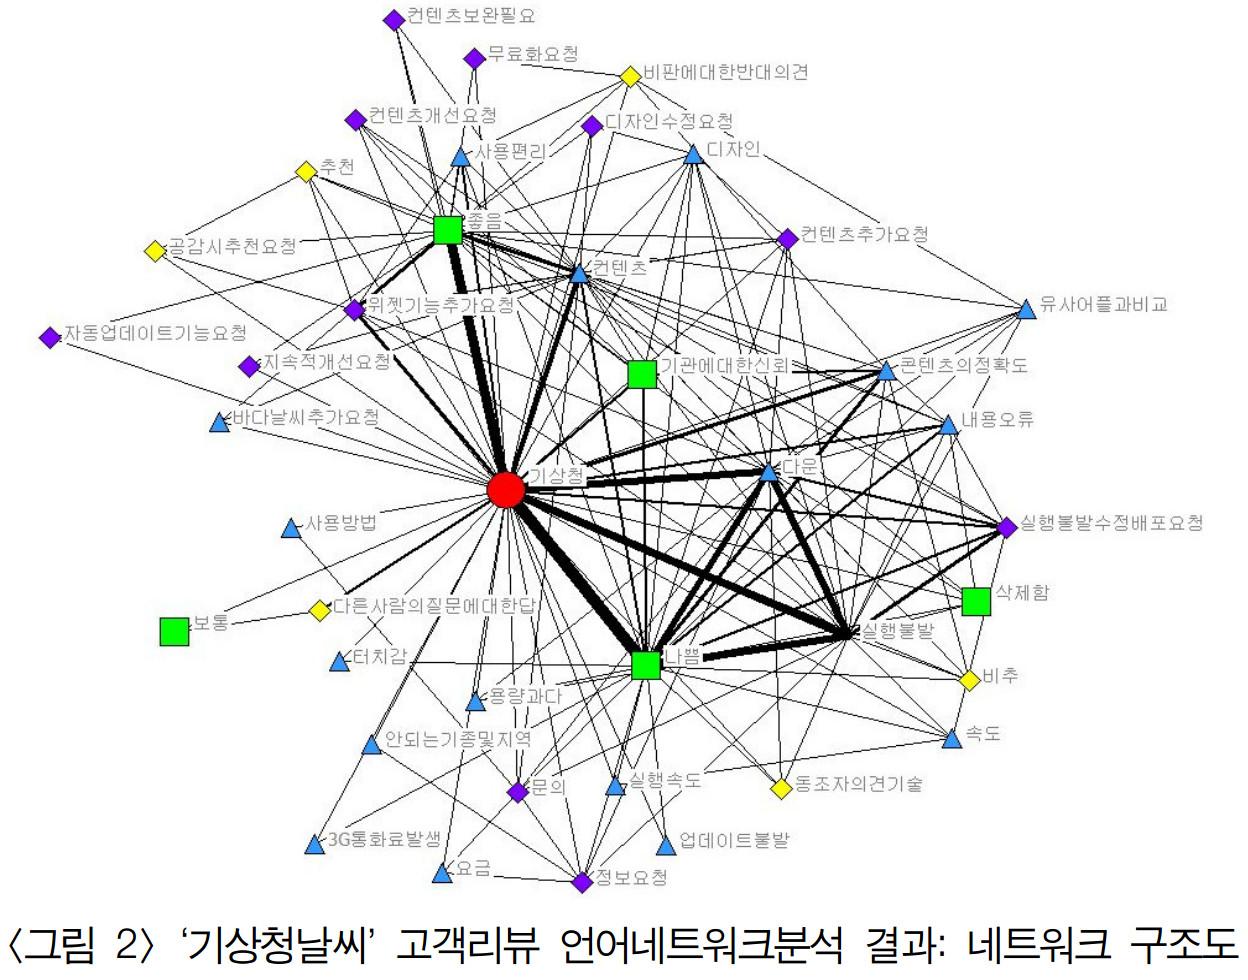 컨텐츠보완필요
무료화요청
비판에대한반대의견
컨텐츠개선요청
디자인수정요청
사용편리
디자인
추천
좋음
컨텐츠추가요청
공감시추천요청
컨텐츠
위젯기능추가요청
유사어플과비교
자동업데이트기능요청
지속적개선요청
기관에대한신뢰
콘텐츠의정확도
바다날씨추가요청
내용오류
기상청
다운
사용방법
실행불발수정배포요청
다른사람의질문에대한답
삭제함
보통
실행불발
터치감
나쁨
비추
용량과다
안되는기종및지역
속도
문의
실행속도
동조자의견기술
3G통화료발생
업데이트불발
요금
정보요청
<그림 2> ‘기상청날씨’ 고객리뷰 언어네트워크분석 결과: 네트워크 구조도